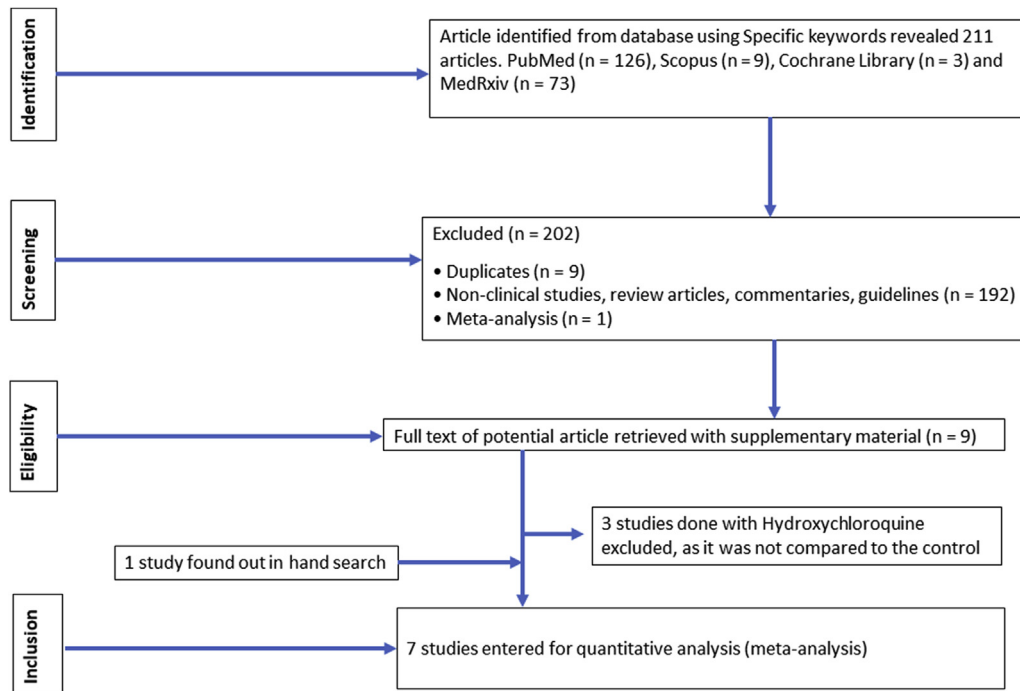 Identification
Article identified from database using Specific keywords revealed 211
articles. PubMed (n = 126), Scopus (n = 9), Cochrane Library (n = 3) and
MedRxiv (n = 73)
Screening
Excluded (n = 202)
• Duplicates (n = 9)
• Non-clinical studies, review articles, commentaries, guidelines (n = 192)
• Meta-analysis (n = 1)
Eligibility
Full text of potential article retrieved with supplementary material (n = 9)
3 studies done with Hydroxychloroquine
excluded, as it was not compared to the control
1 study found out in hand search
Inclusion
7 studies entered for quantitative analysis (meta-analysis)